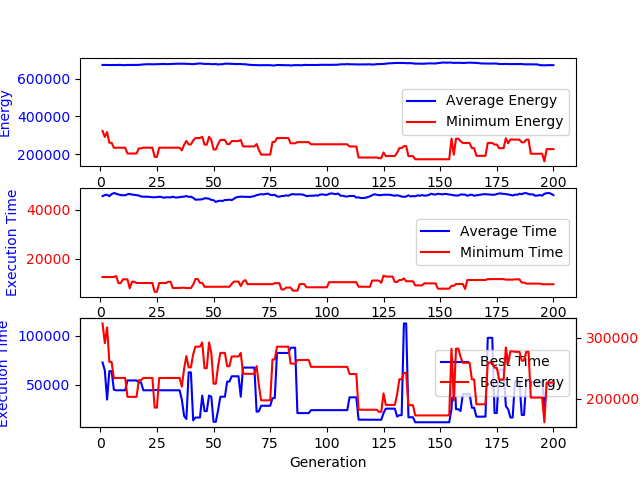 600000
400000
200000
Energy
Average Energy
Minimum Energy
0 25 50 75 100 125 150 175 200
40000
20000
Execution Time
Average Time
Minimum Time
0 25 50 75 100 125 150 175 200
100000
50000
Execution Time
Best Time
Best Energy
300000
200000
0 25 50 75 100 125 150 175 200
Generation